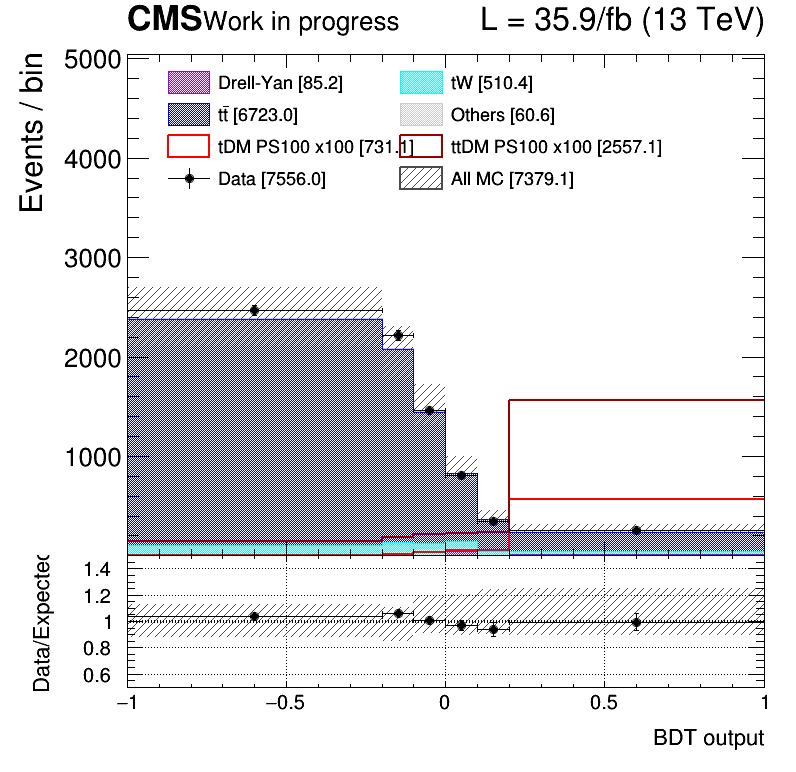 CMS Work in progress L = 35.9/fb (13 TeV)
Events / bin
5000
4000
3000
2000
1000
Drell-Yan [85.2] tW [510.4]
tt̄ [6723.0] Others [60.6]
tDM PS100 x100 [731.1] ttDM PS100 x100 [2557.1]
Data [7556.0] All MC [7379.1]
Data/Expected
1.4
1.2
1
0.8
0.6
−1 −0.5 0 0.5 1
BDT output